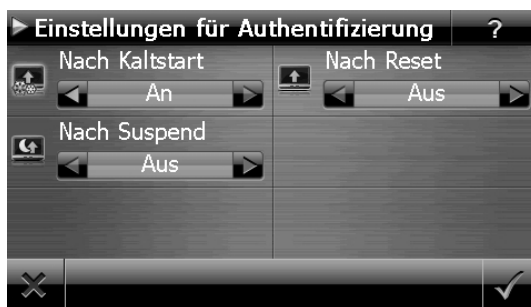 Einstellungen für Authentifizierung ?
Nach Kaltstart
An
Nach Reset
Aus
Nach Suspend
Aus